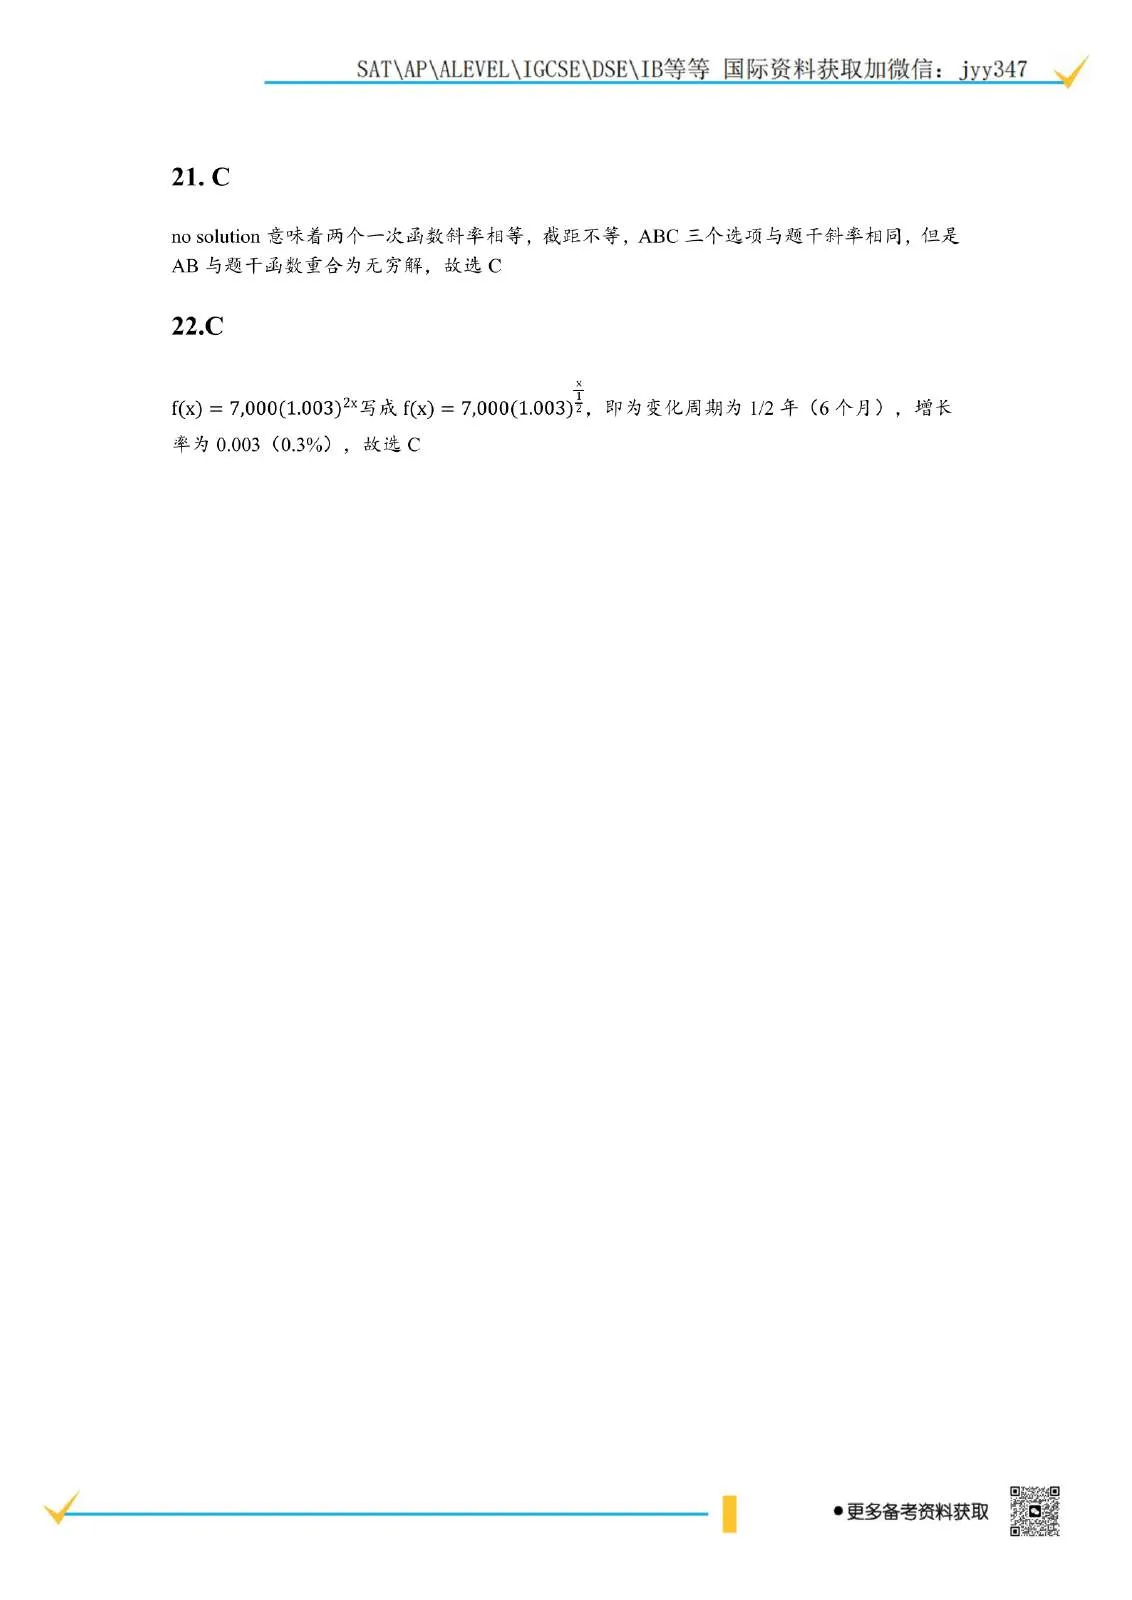 SAT\AP\ALEVEL\IGCSE\DSE\IB等等 国际资料获取加微信：jyy347
21. C
no solution 意味着两个一次函数斜率相等，截距不等，ABC 三个选项与题干斜率相同，但是
AB 与题干函数重合为无穷解，故选 C
22.C
f(x) = 7,000(1.003)^{2x}写成 f(x) = 7,000(1.003)^{\frac{x}{\frac{1}{2}}}，即为变化周期为 1/2 年（6 个月），增长
率为 0.003（0.3%），故选 C
●更多备考资料获取